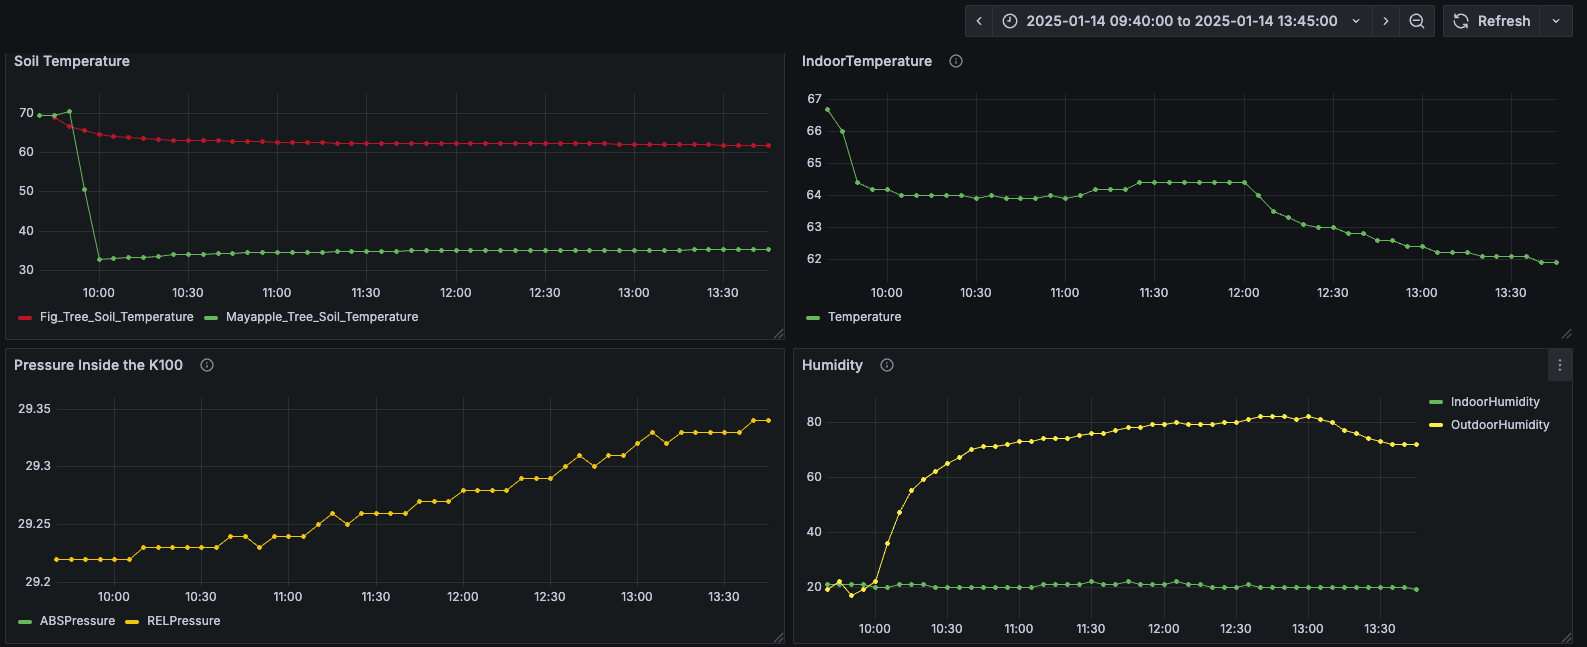 2025-01-14 09:40:00 to 2025-01-14 13:45:00
Refresh
Soil Temperature
70
60
50
40
30
10:00 10:30 11:00 11:30 12:00 12:30 13:00 13:30
Fig_Tree_Soil_Temperature Mayapple_Tree_Soil_Temperature
IndoorTemperature
67
66
65
64
63
62
10:00 10:30 11:00 11:30 12:00 12:30 13:00 13:30
Temperature
Pressure Inside the K100
29.35
29.3
29.25
29.2
10:00 10:30 11:00 11:30 12:00 12:30 13:00 13:30
ABSPressure RELPressure
Humidity
80
60
40
20
10:00 10:30 11:00 11:30 12:00 12:30 13:00 13:30
IndoorHumidity
OutdoorHumidity